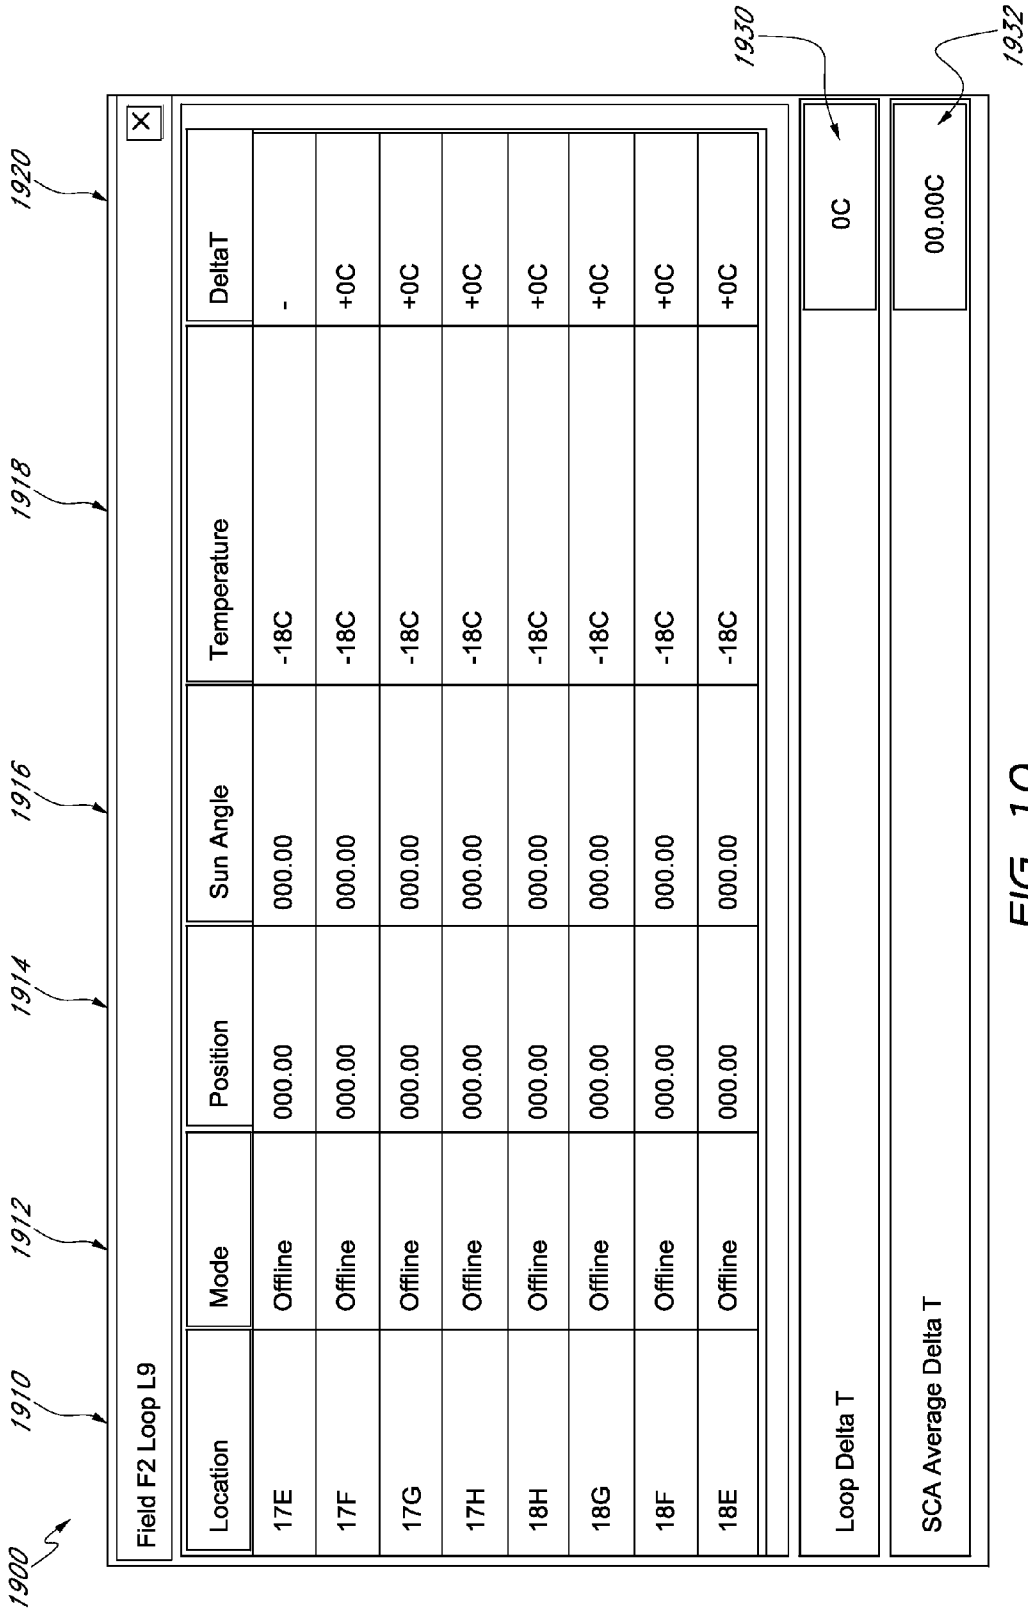 1900
1910
1912
1914
1916
1918
1920
Field F2 Loop L9 X
Location Mode Position Sun Angle Temperature DeltaT
17E Offline 000.00 000.00 -18C -
17F Offline 000.00 000.00 -18C +0C
17G Offline 000.00 000.00 -18C +0C
17H Offline 000.00 000.00 -18C +0C
18H Offline 000.00 000.00 -18C +0C
18G Offline 000.00 000.00 -18C +0C
18F Offline 000.00 000.00 -18C +0C
18E Offline 000.00 000.00 -18C +0C
Loop Delta T 0C
1930
SCA Average Delta T 00.00C
1932
FIG